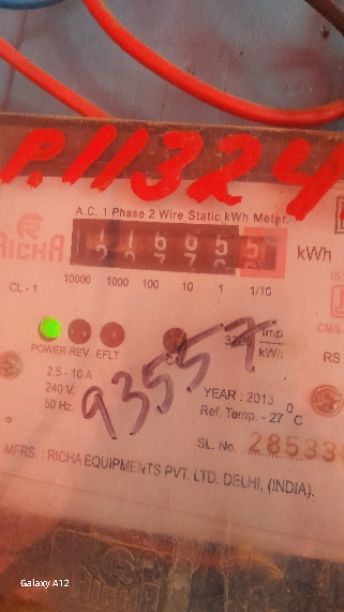 P.11324
A.C. 1 Phase 2 Wire Static kWh Meter.
RICHA
kWh
CL - 1
10000 1000 100 10 1 1/10
3200 imp/kWh
POWER REV EFLT
2.5 - 10 A
240 V.
50 Hz.
93557
YEAR : 2013
Ref. Temp. - 27 °C
SL. No. 28533
MFRS. : RICHA EQUIPMENTS PVT. LTD. DELHI, (INDIA).
Galaxy A12